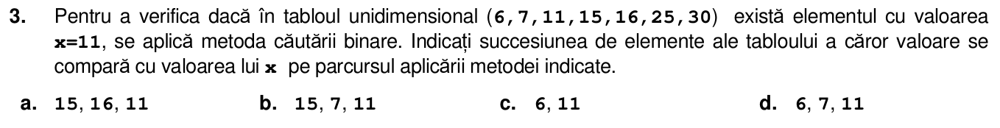 3. Pentru a verifica dacă în tabloul unidimensional (6,7,11,15,16,25,30) există elementul cu valoarea
x=11, se aplică metoda căutării binare. Indicați succesiunea de elemente ale tabloului a căror valoare se
compară cu valoarea lui x pe parcursul aplicării metodei indicate.
a. 15, 16, 11 b. 15, 7, 11 c. 6, 11 d. 6, 7, 11